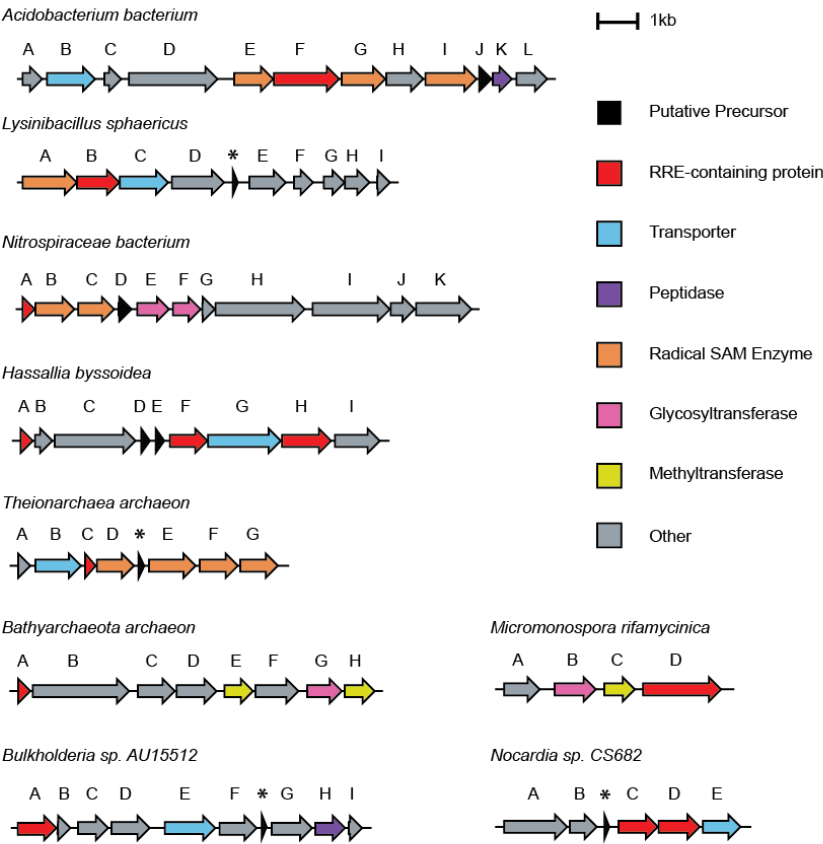 Acidobacterium bacterium
A B C D E F G H I J K L
Lysinibacillus sphaericus
A B C D * E F G H I
Nitrospiraceae bacterium
A B C D E F G H I J K
Hassallia byssoidea
A B C D E F G H I
Theionarchaea archaeon
A B C D * E F G
Bathyarchaeota archaeon
A B C D E F G H
Bulkholderia sp. AU15512
A B C D E F * G H I
Micromonospora rifamycinica
A B C D
Nocardia sp. CS682
A B * C D E
1kb
Putative Precursor
RRE-containing protein
Transporter
Peptidase
Radical SAM Enzyme
Glycosyltransferase
Methyltransferase
Other